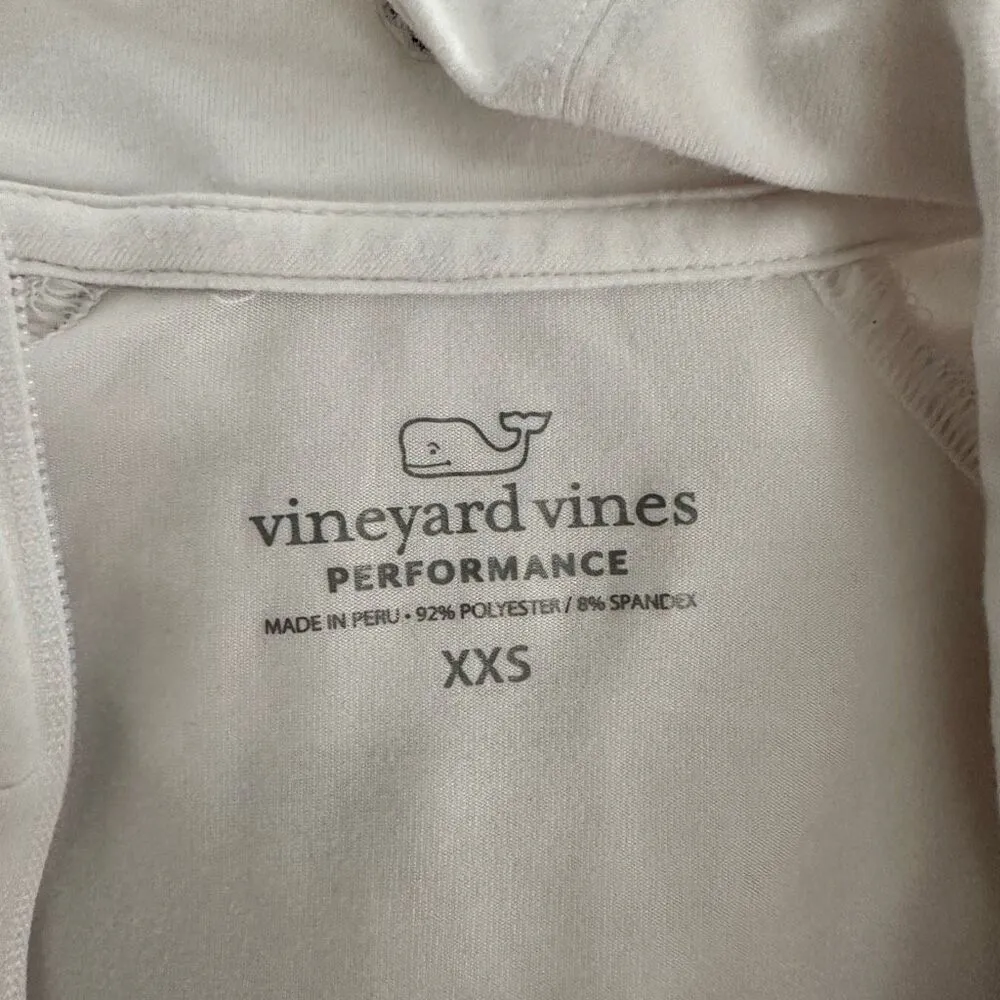 vineyard vines
PERFORMANCE
MADE IN PERU • 92% POLYESTER / 8% SPANDEX
XXS